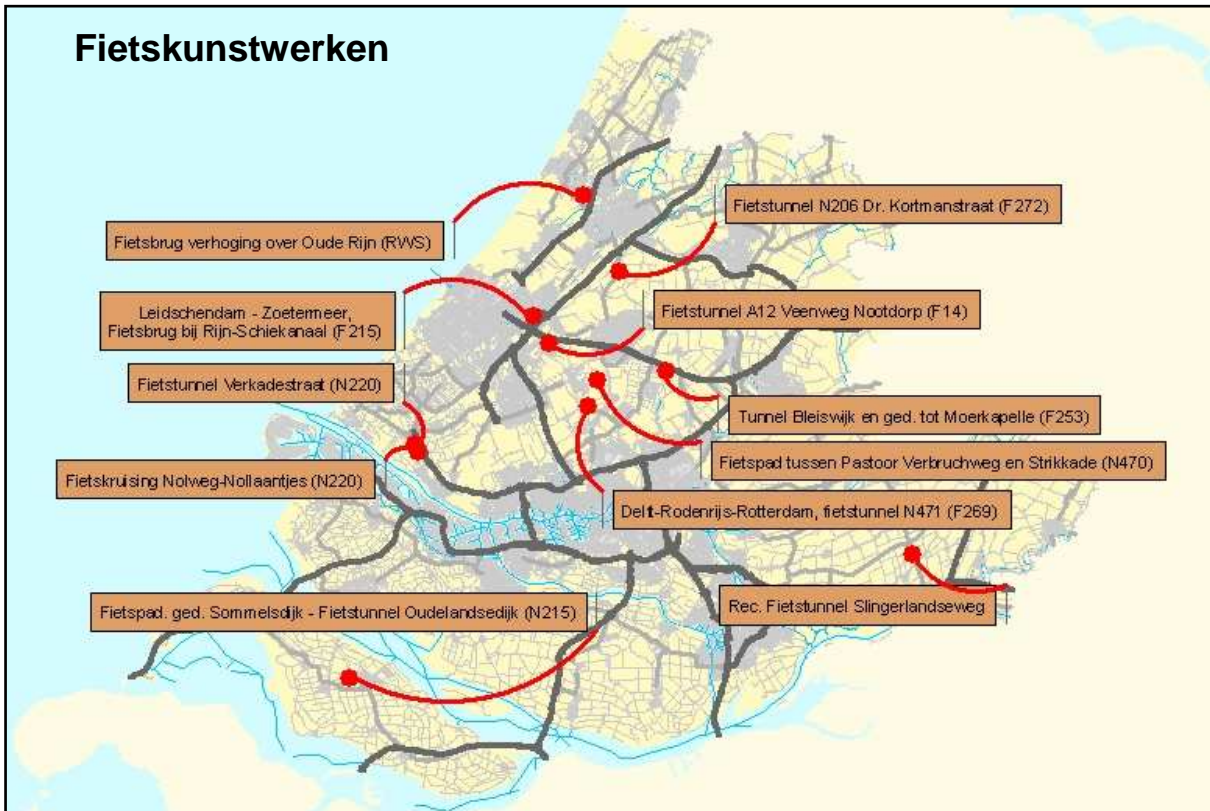 Fietskunstwerken
Fietstunnel N206 Dr. Kortmanstraat (F272)
Fietsbrug verhoging over Oude Rijn (RWS)
Leidschendam - Zoetermeer,
Fietsbrug bij Rijn-Schiekanaal (F215)
Fietstunnel A12 Veenweg Nootdorp (F14)
Fietstunnel Verkadestraat (N220)
Tunnel Bleiswijk en ged. tot Moerkapelle (F253)
Fietspad tussen Pastoor Verbruchweg en Strikkade (N470)
Fietskruising Nolweg-Nollaantjes (N220)
Delft-Rodenrijs-Rotterdam, fietstunnel N471 (F269)
Fietspad. ged. Sommelsdijk - Fietstunnel Oudelandsedijk (N215)
Rec. Fietstunnel Slingerlandseweg